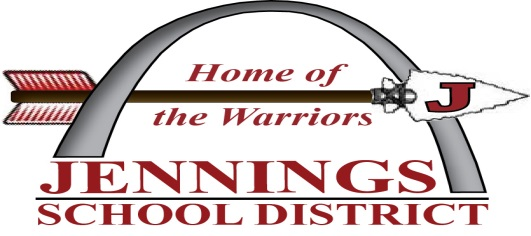 Home of
the Warriors
J
JENNINGS
SCHOOL DISTRICT